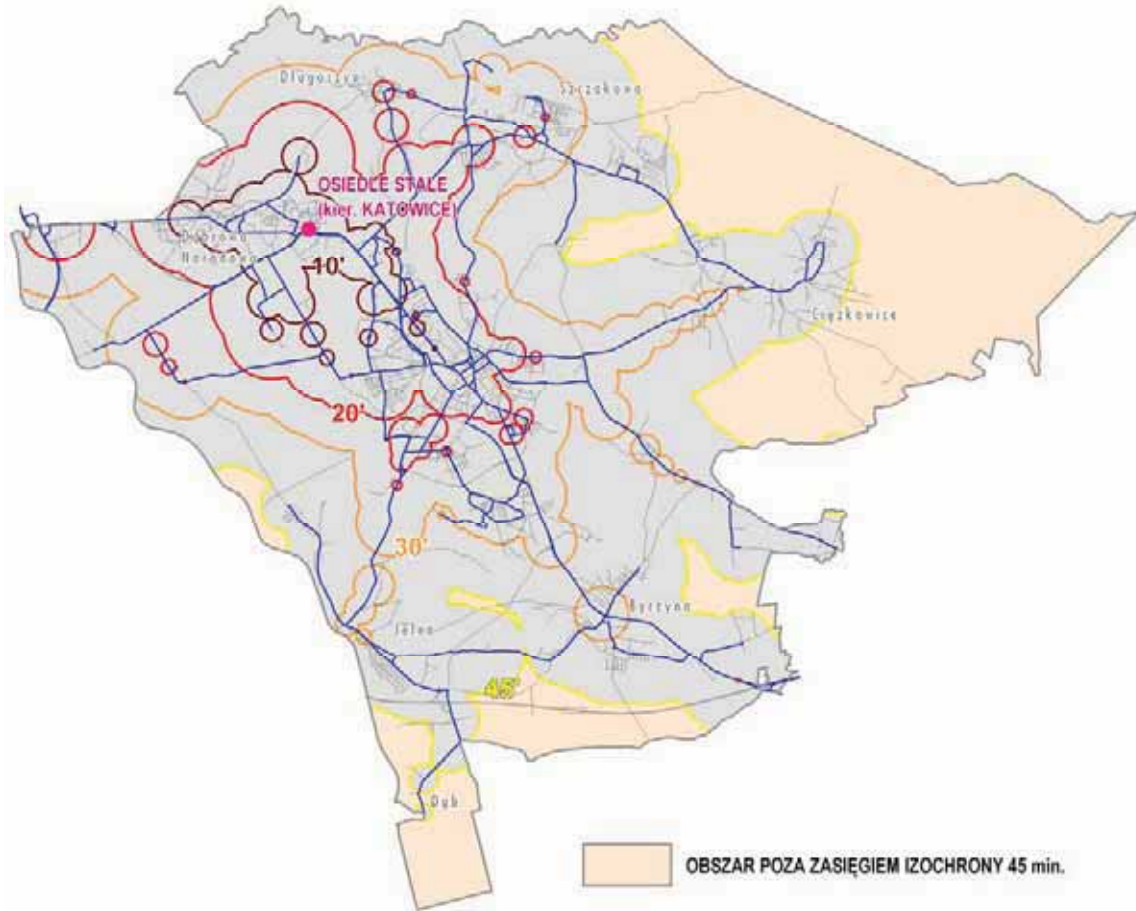 Długoszyn
Szczakowa
OSIEDLE STAŁE
(kier. KATOWICE)
Dąbrowa
Narodowa
10'
Ciężkowice
20'
30'
Byczyna
Jeleń
45'
Dąb
OBSZAR POZA ZASIĘGIEM IZOCHRONY 45 min.